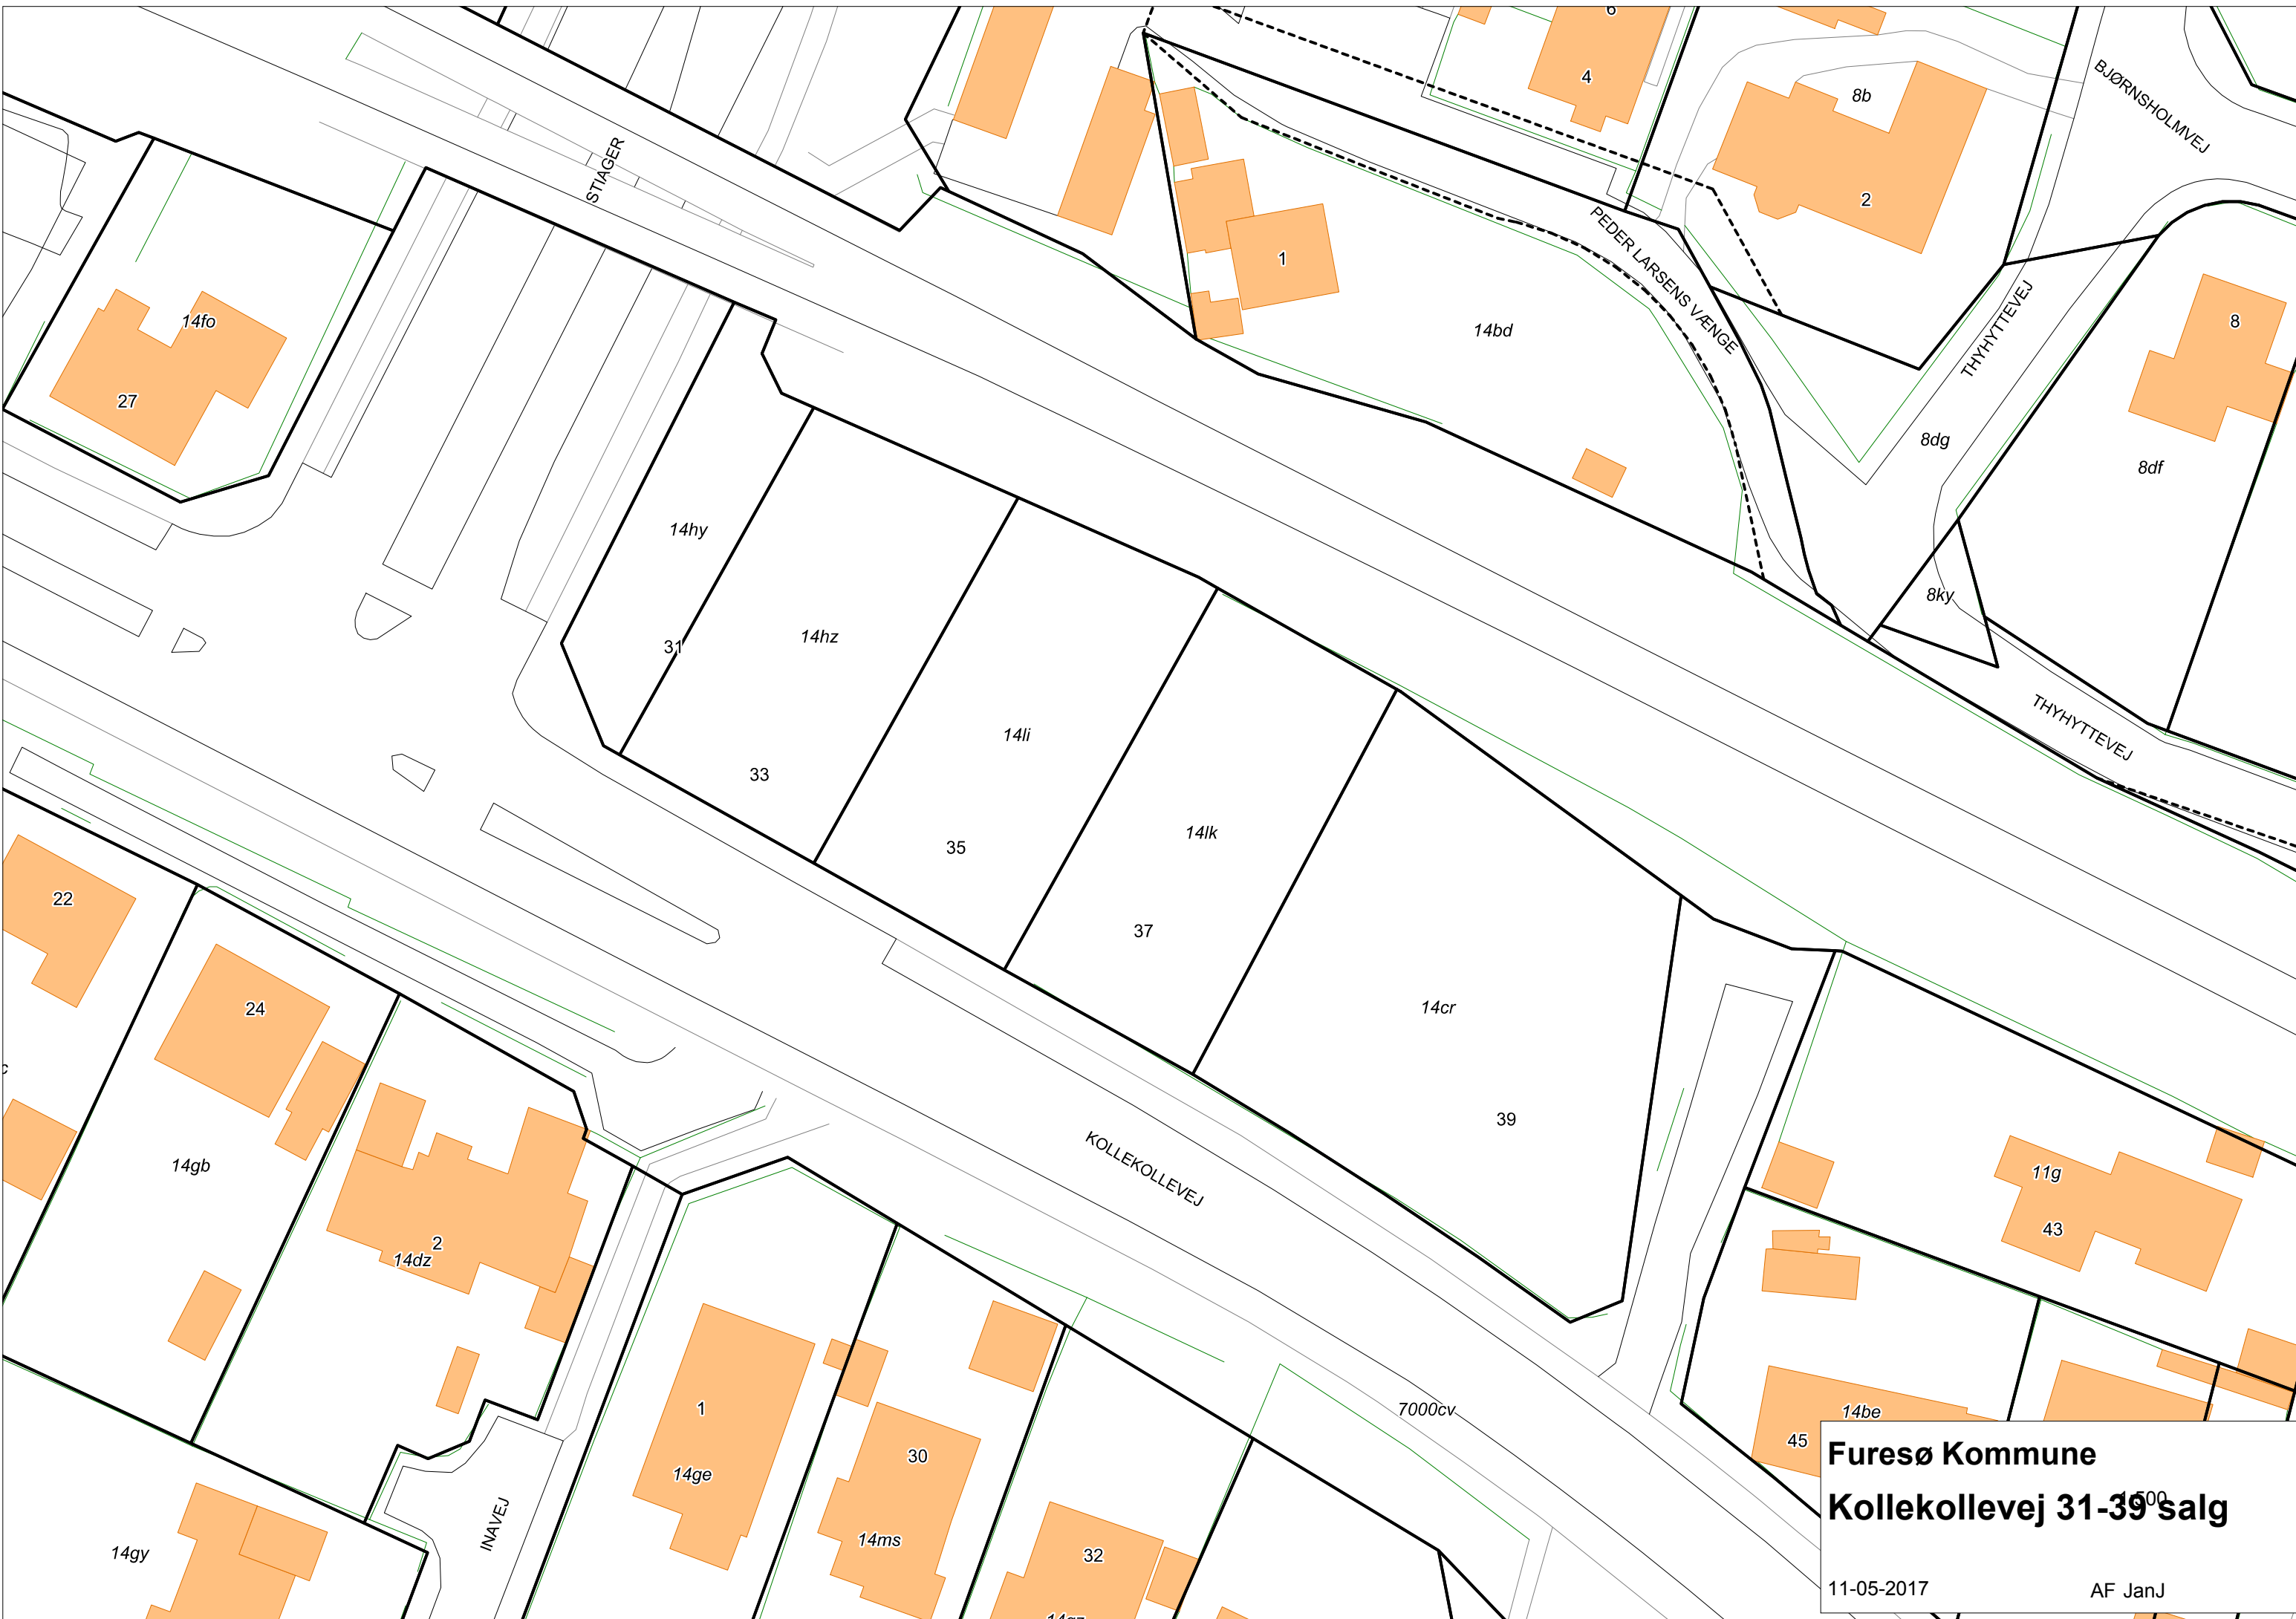 6
4
8b
2
BJØRNSHOLMVEJ
STIAGER
PEDER LARSENS VÆNGE
1
14bd
THYHYTTEVEJ
8
8dg
8df
14fo
27
14hy
31
14hz
33
8ky
THYHYTTEVEJ
14li
35
14lk
37
14cr
39
22
24
c
14gb
2
14dz
KOLLEKOLLEVEJ
11g
43
1
14ge
30
14ms
7000cv
14be
45
INAVEJ
14gy
32
Furesø Kommune
1:500
Kollekollevej 31-39 salg
11-05-2017
AF JanJ